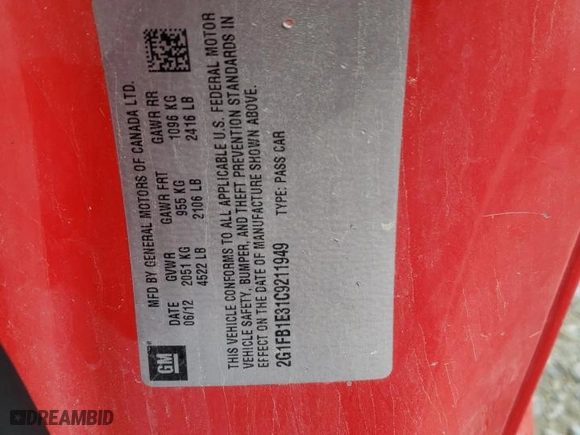 GM
MFD BY GENERAL MOTORS OF CANADA LTD.
06/12 GVWR GAWR FRT GAWR RR
2051 KG 955 KG 1096 KG
4522 LB 2106 LB 2416 LB
THIS VEHICLE CONFORMS TO ALL APPLICABLE U.S. FEDERAL MOTOR
VEHICLE SAFETY, BUMPER, AND THEFT PREVENTION STANDARDS IN
EFFECT ON THE DATE OF MANUFACTURE SHOWN ABOVE.
2G1FB1E31C9211949 TYPE: PASS CAR
DREAMBID